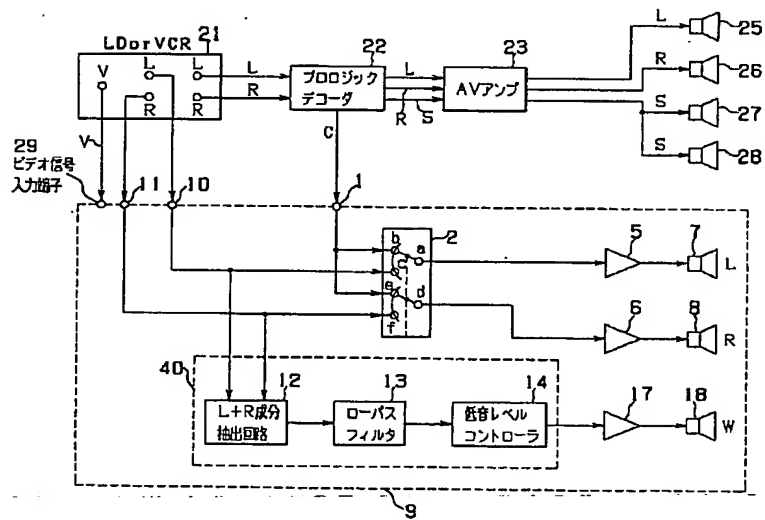 LDorVCR
21
V
L
L
R
R
L
R
22
プロロジック
デコーダ
L
R
S
C
23
AVアンプ
L
25
R
26
S
27
S
28
V
29
ビデオ信号
入力端子
11
10
1
2
b
a
c
e
d
f
5
7
L
6
8
R
40
12
L+R成分
抽出回路
13
ローパス
フィルタ
14
低音レベル
コントローラ
17
18
W
9